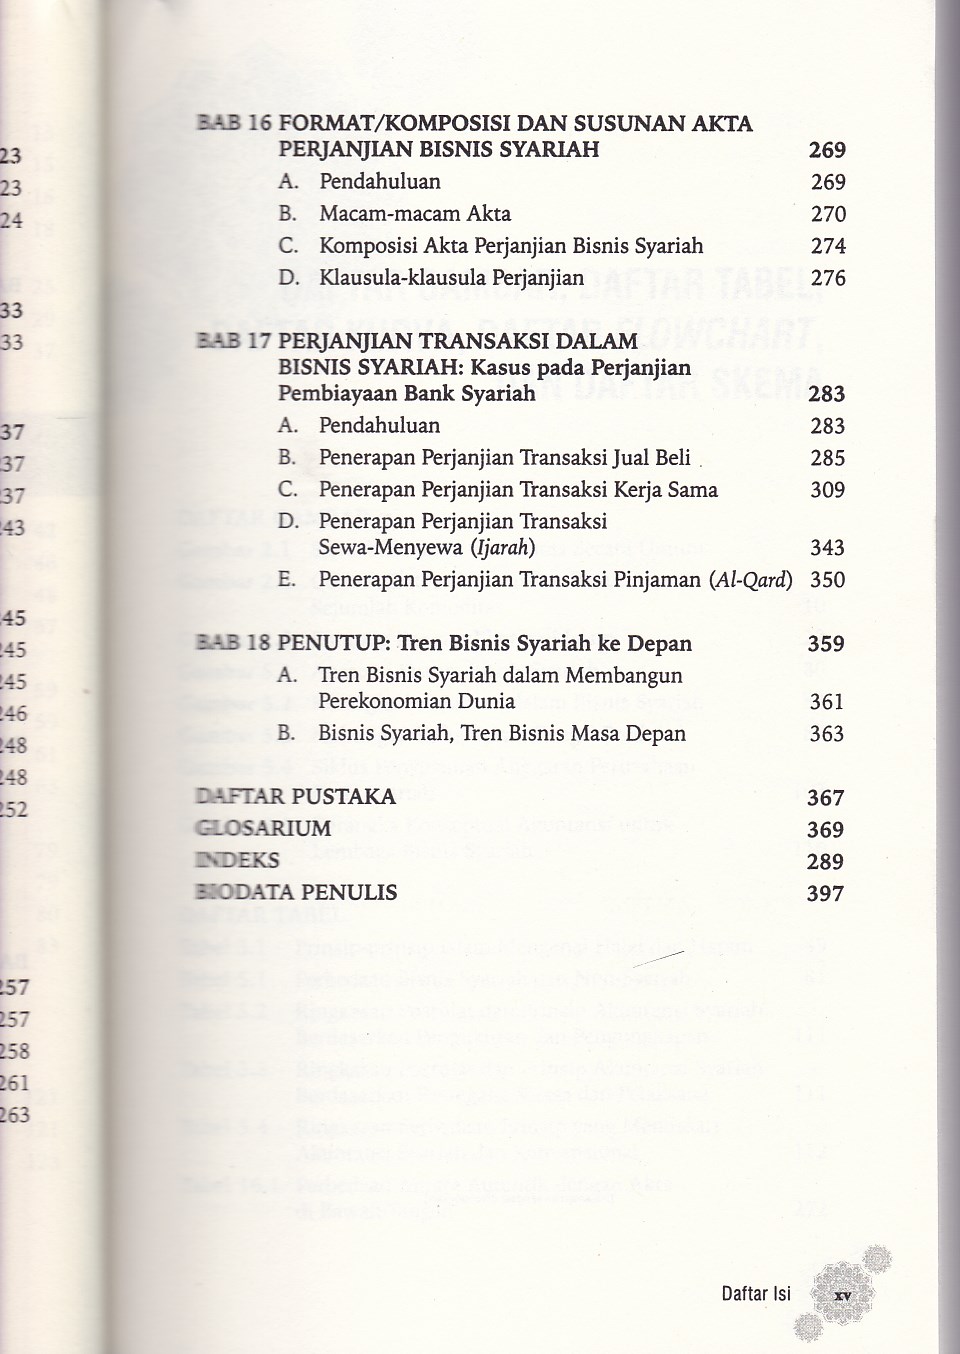 BAB 16 FORMAT/KOMPOSISI DAN SUSUNAN AKTA
PERJANJIAN BISNIS SYARIAH 269
A. Pendahuluan 269
B. Macam-macam Akta 270
C. Komposisi Akta Perjanjian Bisnis Syariah 274
D. Klausula-klausula Perjanjian 276
BAB 17 PERJANJIAN TRANSAKSI DALAM
BISNIS SYARIAH: Kasus pada Perjanjian
Pembiayaan Bank Syariah 283
A. Pendahuluan 283
B. Penerapan Perjanjian Transaksi Jual Beli 285
C. Penerapan Perjanjian Transaksi Kerja Sama 309
D. Penerapan Perjanjian Transaksi
Sewa-Menyewa (Ijarah) 343
E. Penerapan Perjanjian Transaksi Pinjaman (Al-Qard) 350
BAB 18 PENUTUP: Tren Bisnis Syariah ke Depan 359
A. Tren Bisnis Syariah dalam Membangun
Perekonomian Dunia 361
B. Bisnis Syariah, Tren Bisnis Masa Depan 363
DAFTAR PUSTAKA 367
GLOSARIUM 369
INDEKS 289
BIODATA PENULIS 397
Daftar Isi xv